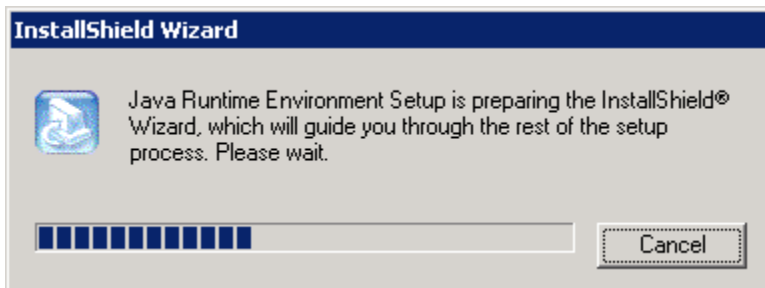 InstallShield Wizard
Java Runtime Environment Setup is preparing the InstallShield®
Wizard, which will guide you through the rest of the setup
process. Please wait.
Cancel